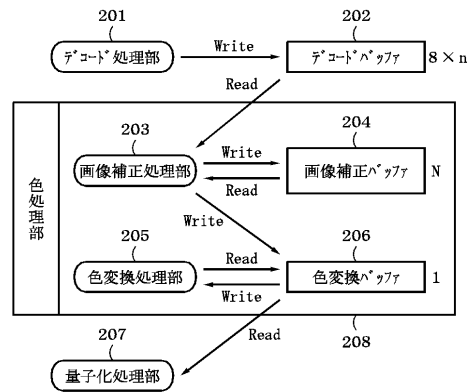 201
202
ﾃﾞｺｰﾄﾞ処理部
Write
ﾃﾞｺｰﾄﾞﾊﾞｯﾌｧ
8×n
Read
203
204
画像補正処理部
Write
Read
画像補正ﾊﾞｯﾌｧ
N
色処理部
Write
205
206
色変換処理部
Read
Write
色変換ﾊﾞｯﾌｧ
1
207
Read
208
量子化処理部